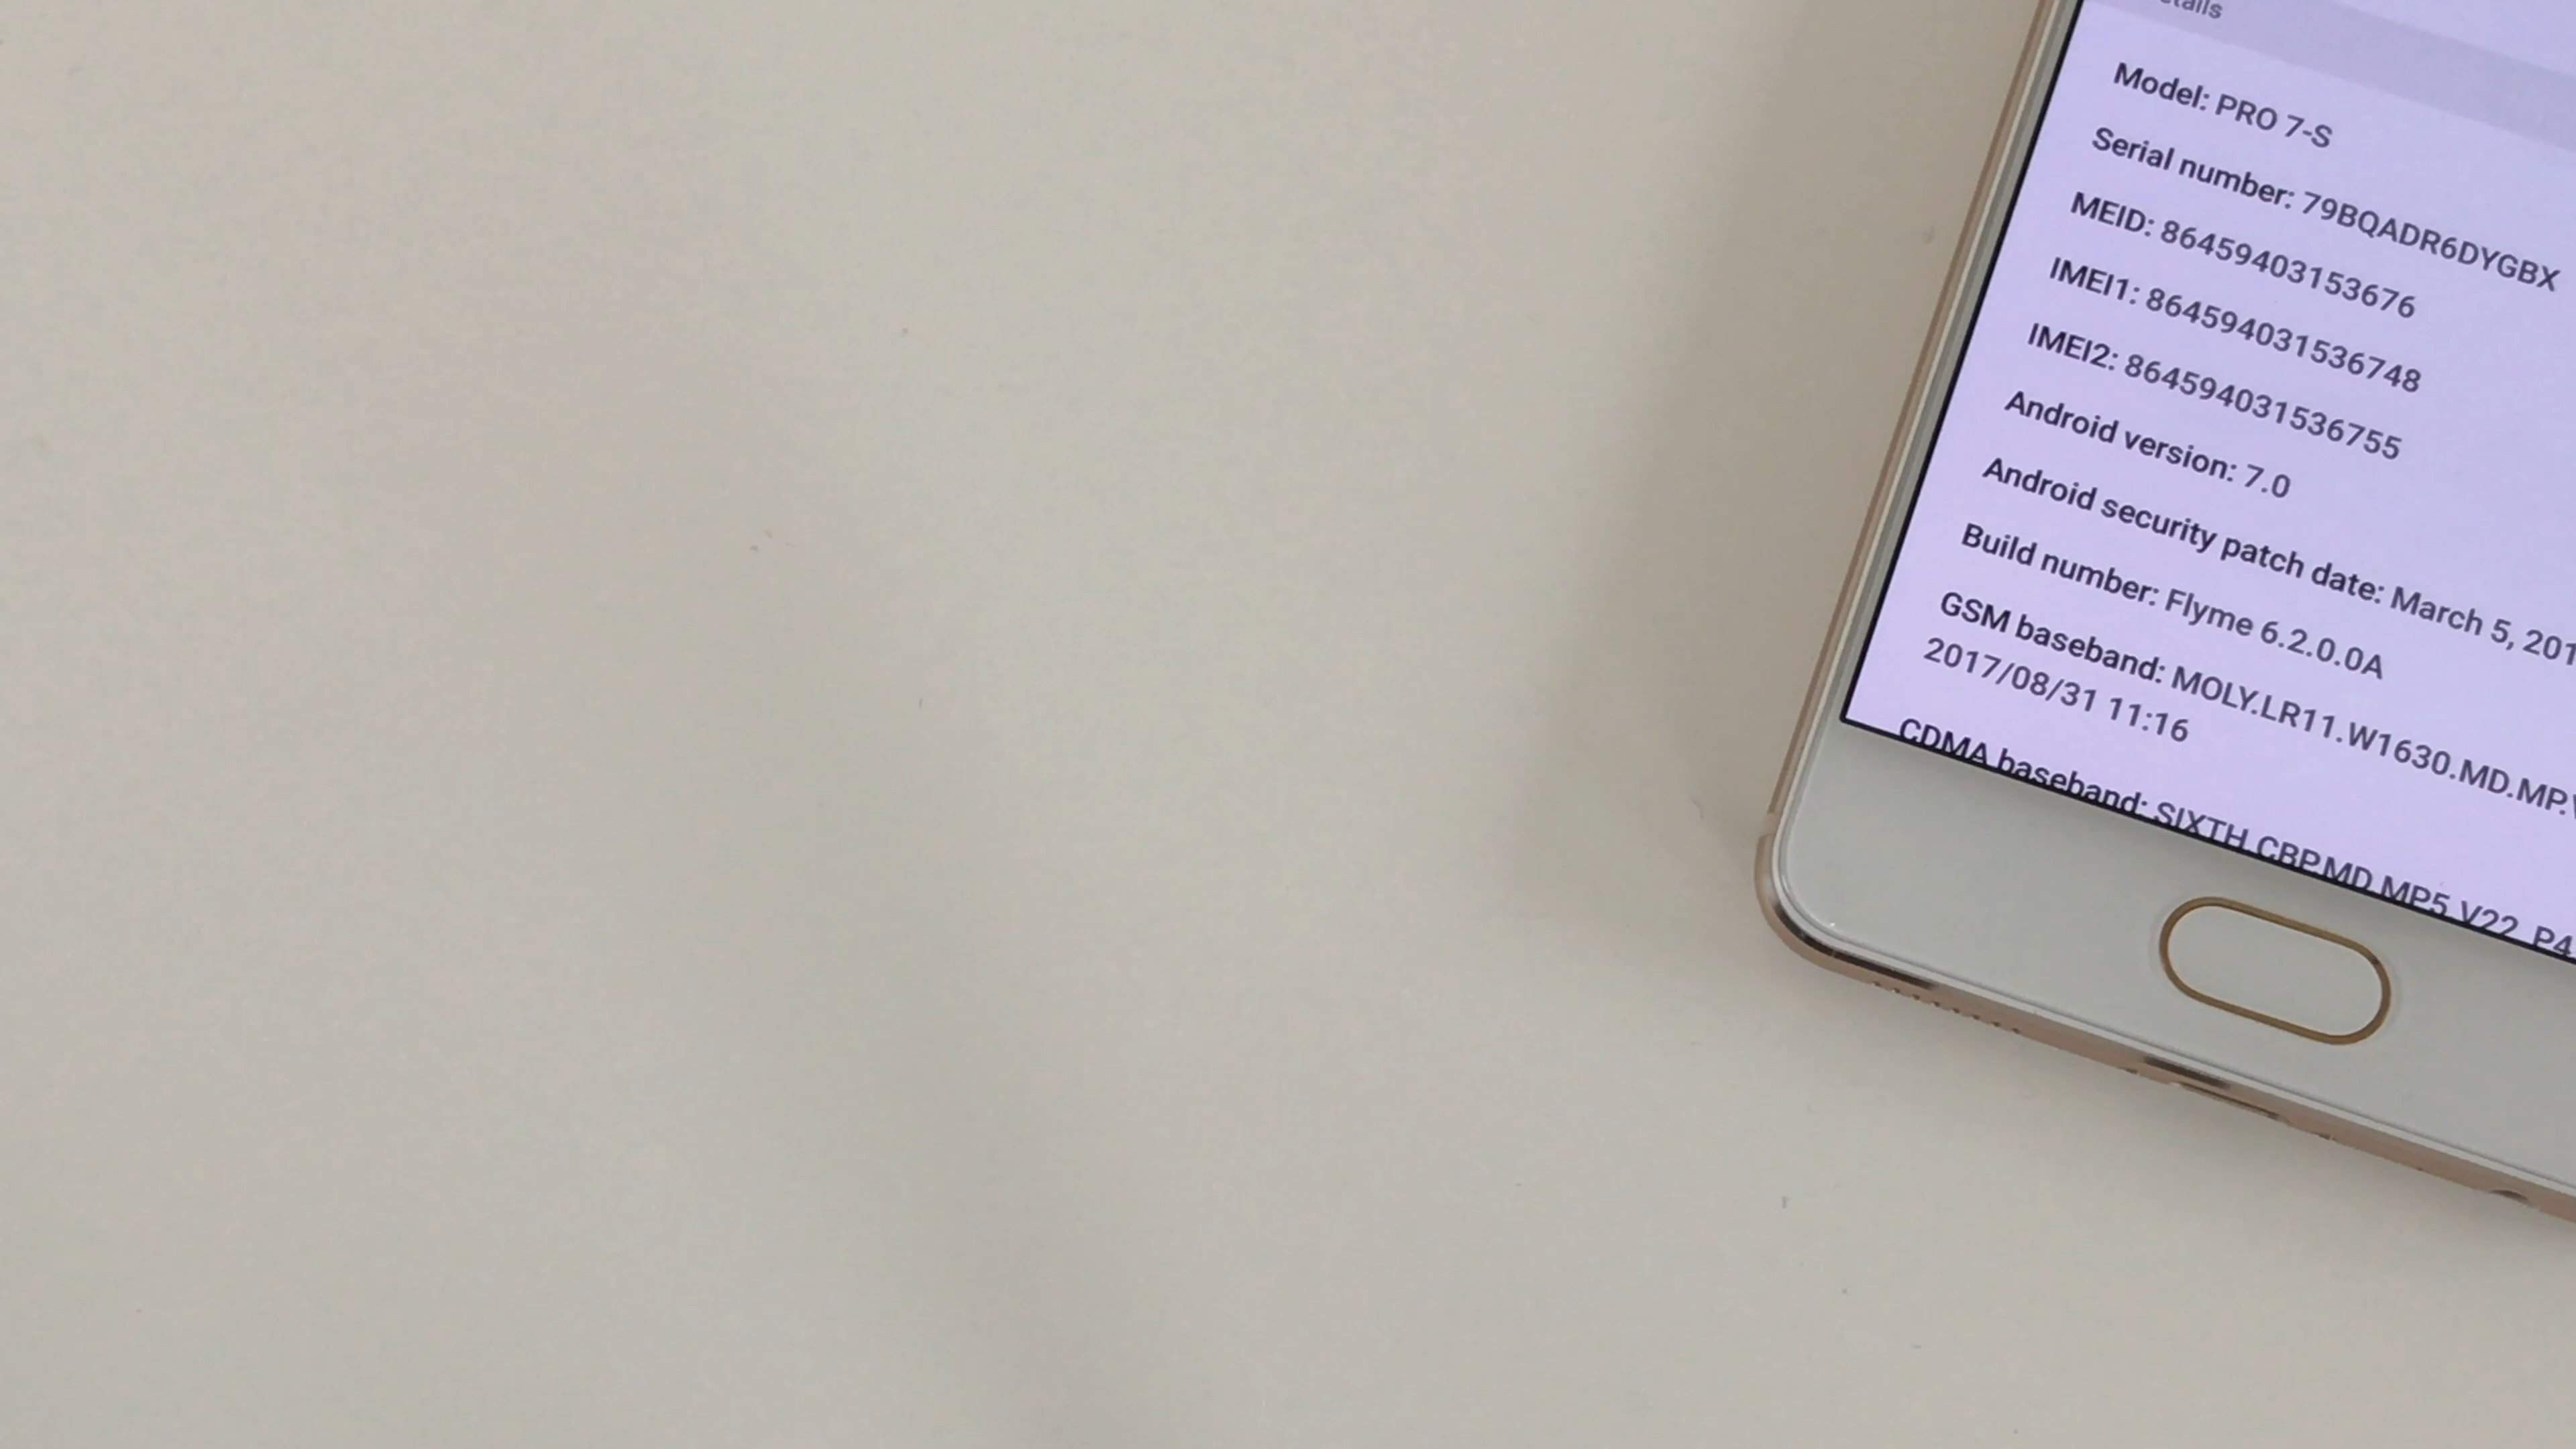 Model: PRO 7-S
Serial number: 79BQADR6DYGBX
MEID: 86459403153676
IMEI1: 864594031536748
IMEI2: 864594031536755
Android version: 7.0
Android security patch date: March 5, 201
Build number: Flyme 6.2.0.0A
GSM baseband: MOLY.LR11.W1630.MD.MP.
2017/08/31 11:16
CDMA baseband: SIXTH.CBP.MD.MP5.V22_P4